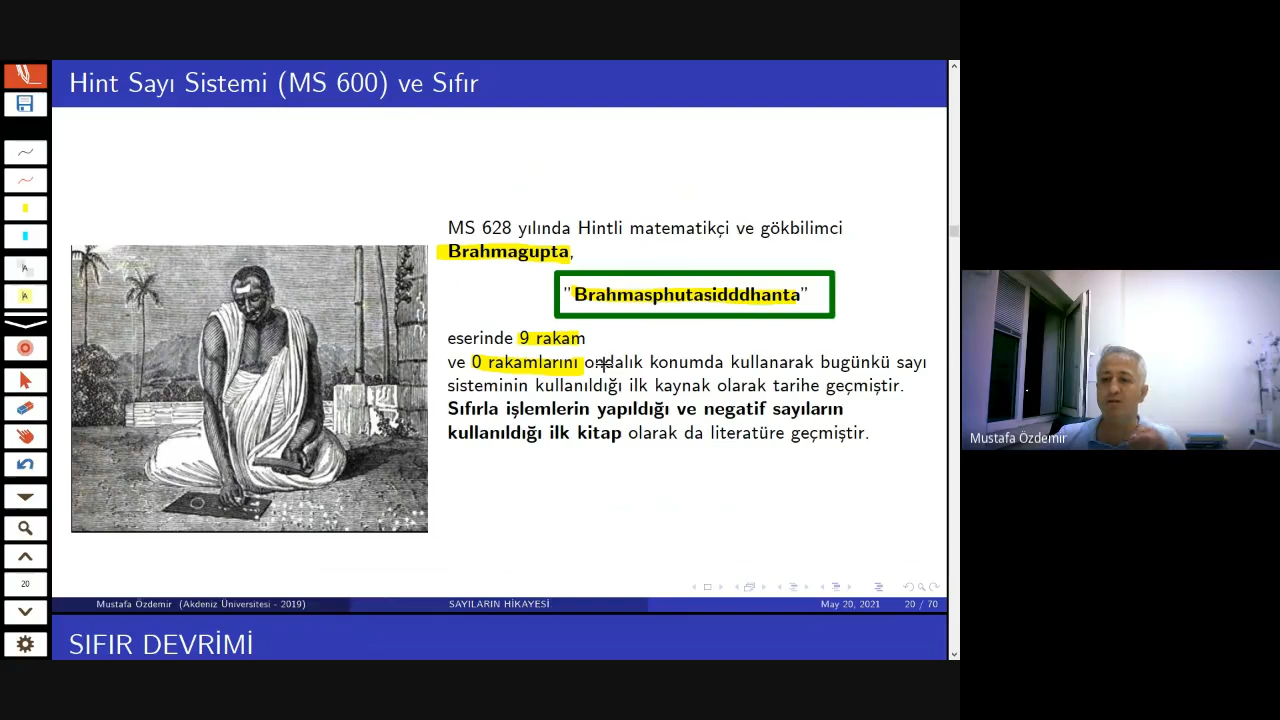 Hint Sayı Sistemi (MS 600) ve Sıfır
MS 628 yılında Hintli matematikçi ve gökbilimci
Brahmagupta,
"Brahmasphutasidddhanta"
eserinde 9 rakam
ve 0 rakamlarını ondalık konumda kullanarak bugünkü sayı
sisteminin kullanıldığı ilk kaynak olarak tarihe geçmiştir.
Sıfırla işlemlerin yapıldığı ve negatif sayıların
kullanıldığı ilk kitap olarak da literatüre geçmiştir.
Mustafa Özdemir
20
Mustafa Özdemir (Akdeniz Üniversitesi - 2019)
SAYILARIN HİKAYESİ
May 20, 2021
20 / 70
SIFIR DEVRİMİ